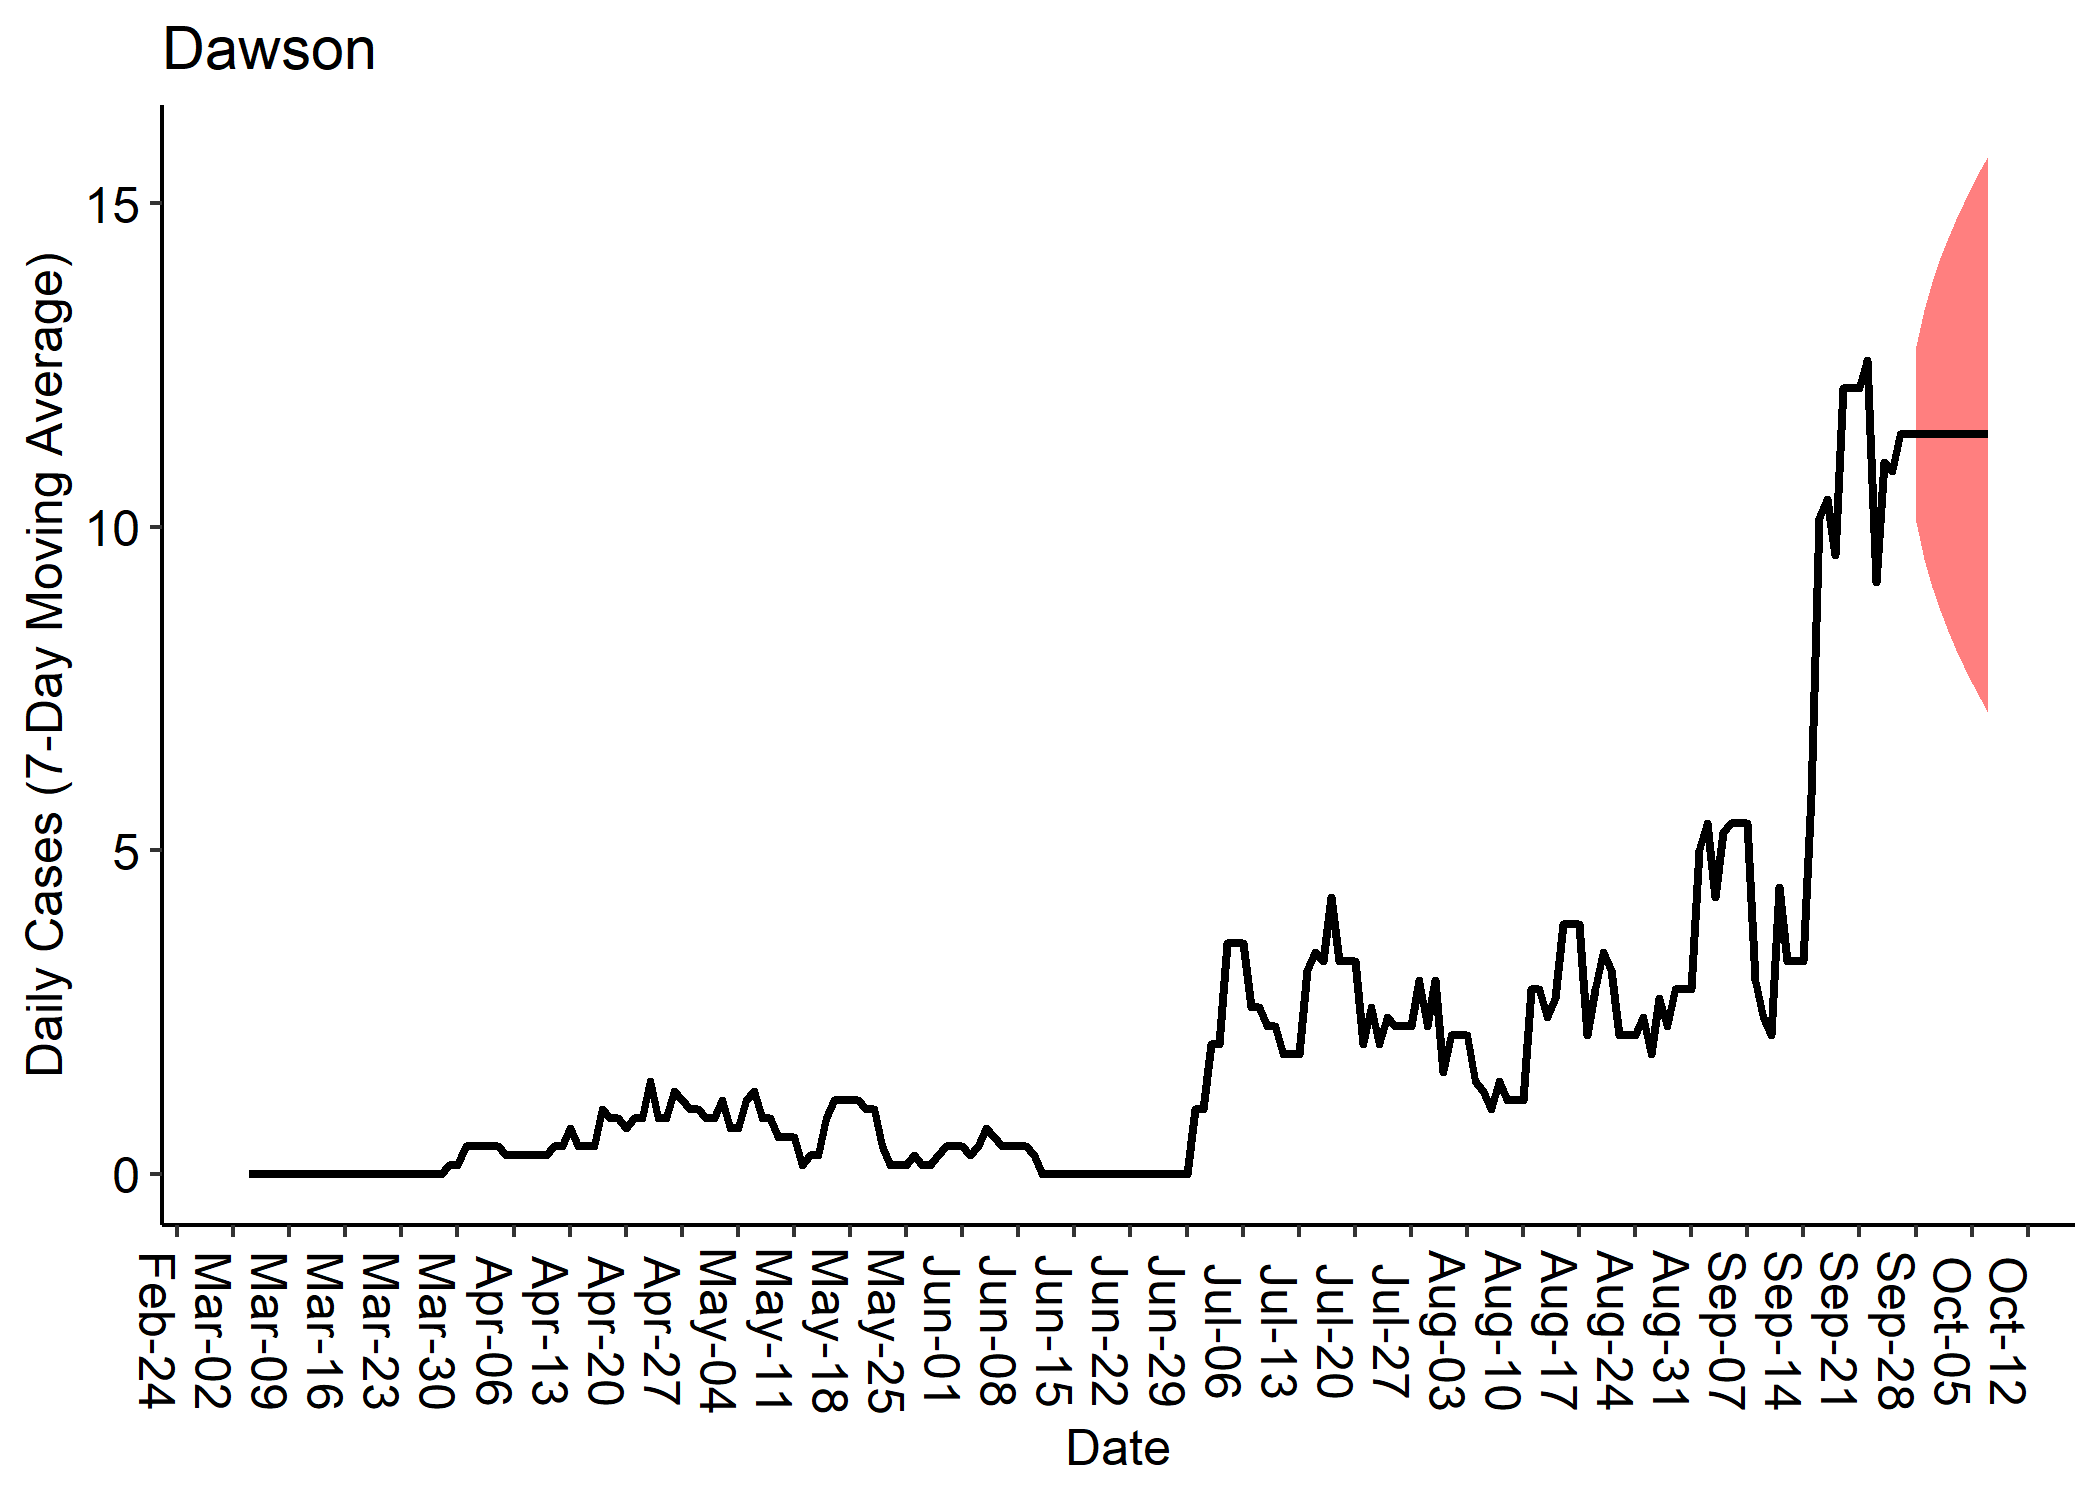 Dawson
Daily Cases (7-Day Moving Average)
15
10
5
0
Feb-24
Mar-02
Mar-09
Mar-16
Mar-23
Mar-30
Apr-06
Apr-13
Apr-20
Apr-27
May-04
May-11
May-18
May-25
Jun-01
Jun-08
Jun-15
Jun-22
Jun-29
Jul-06
Jul-13
Jul-20
Jul-27
Aug-03
Aug-10
Aug-17
Aug-24
Aug-31
Sep-07
Sep-14
Sep-21
Sep-28
Oct-05
Oct-12
Date